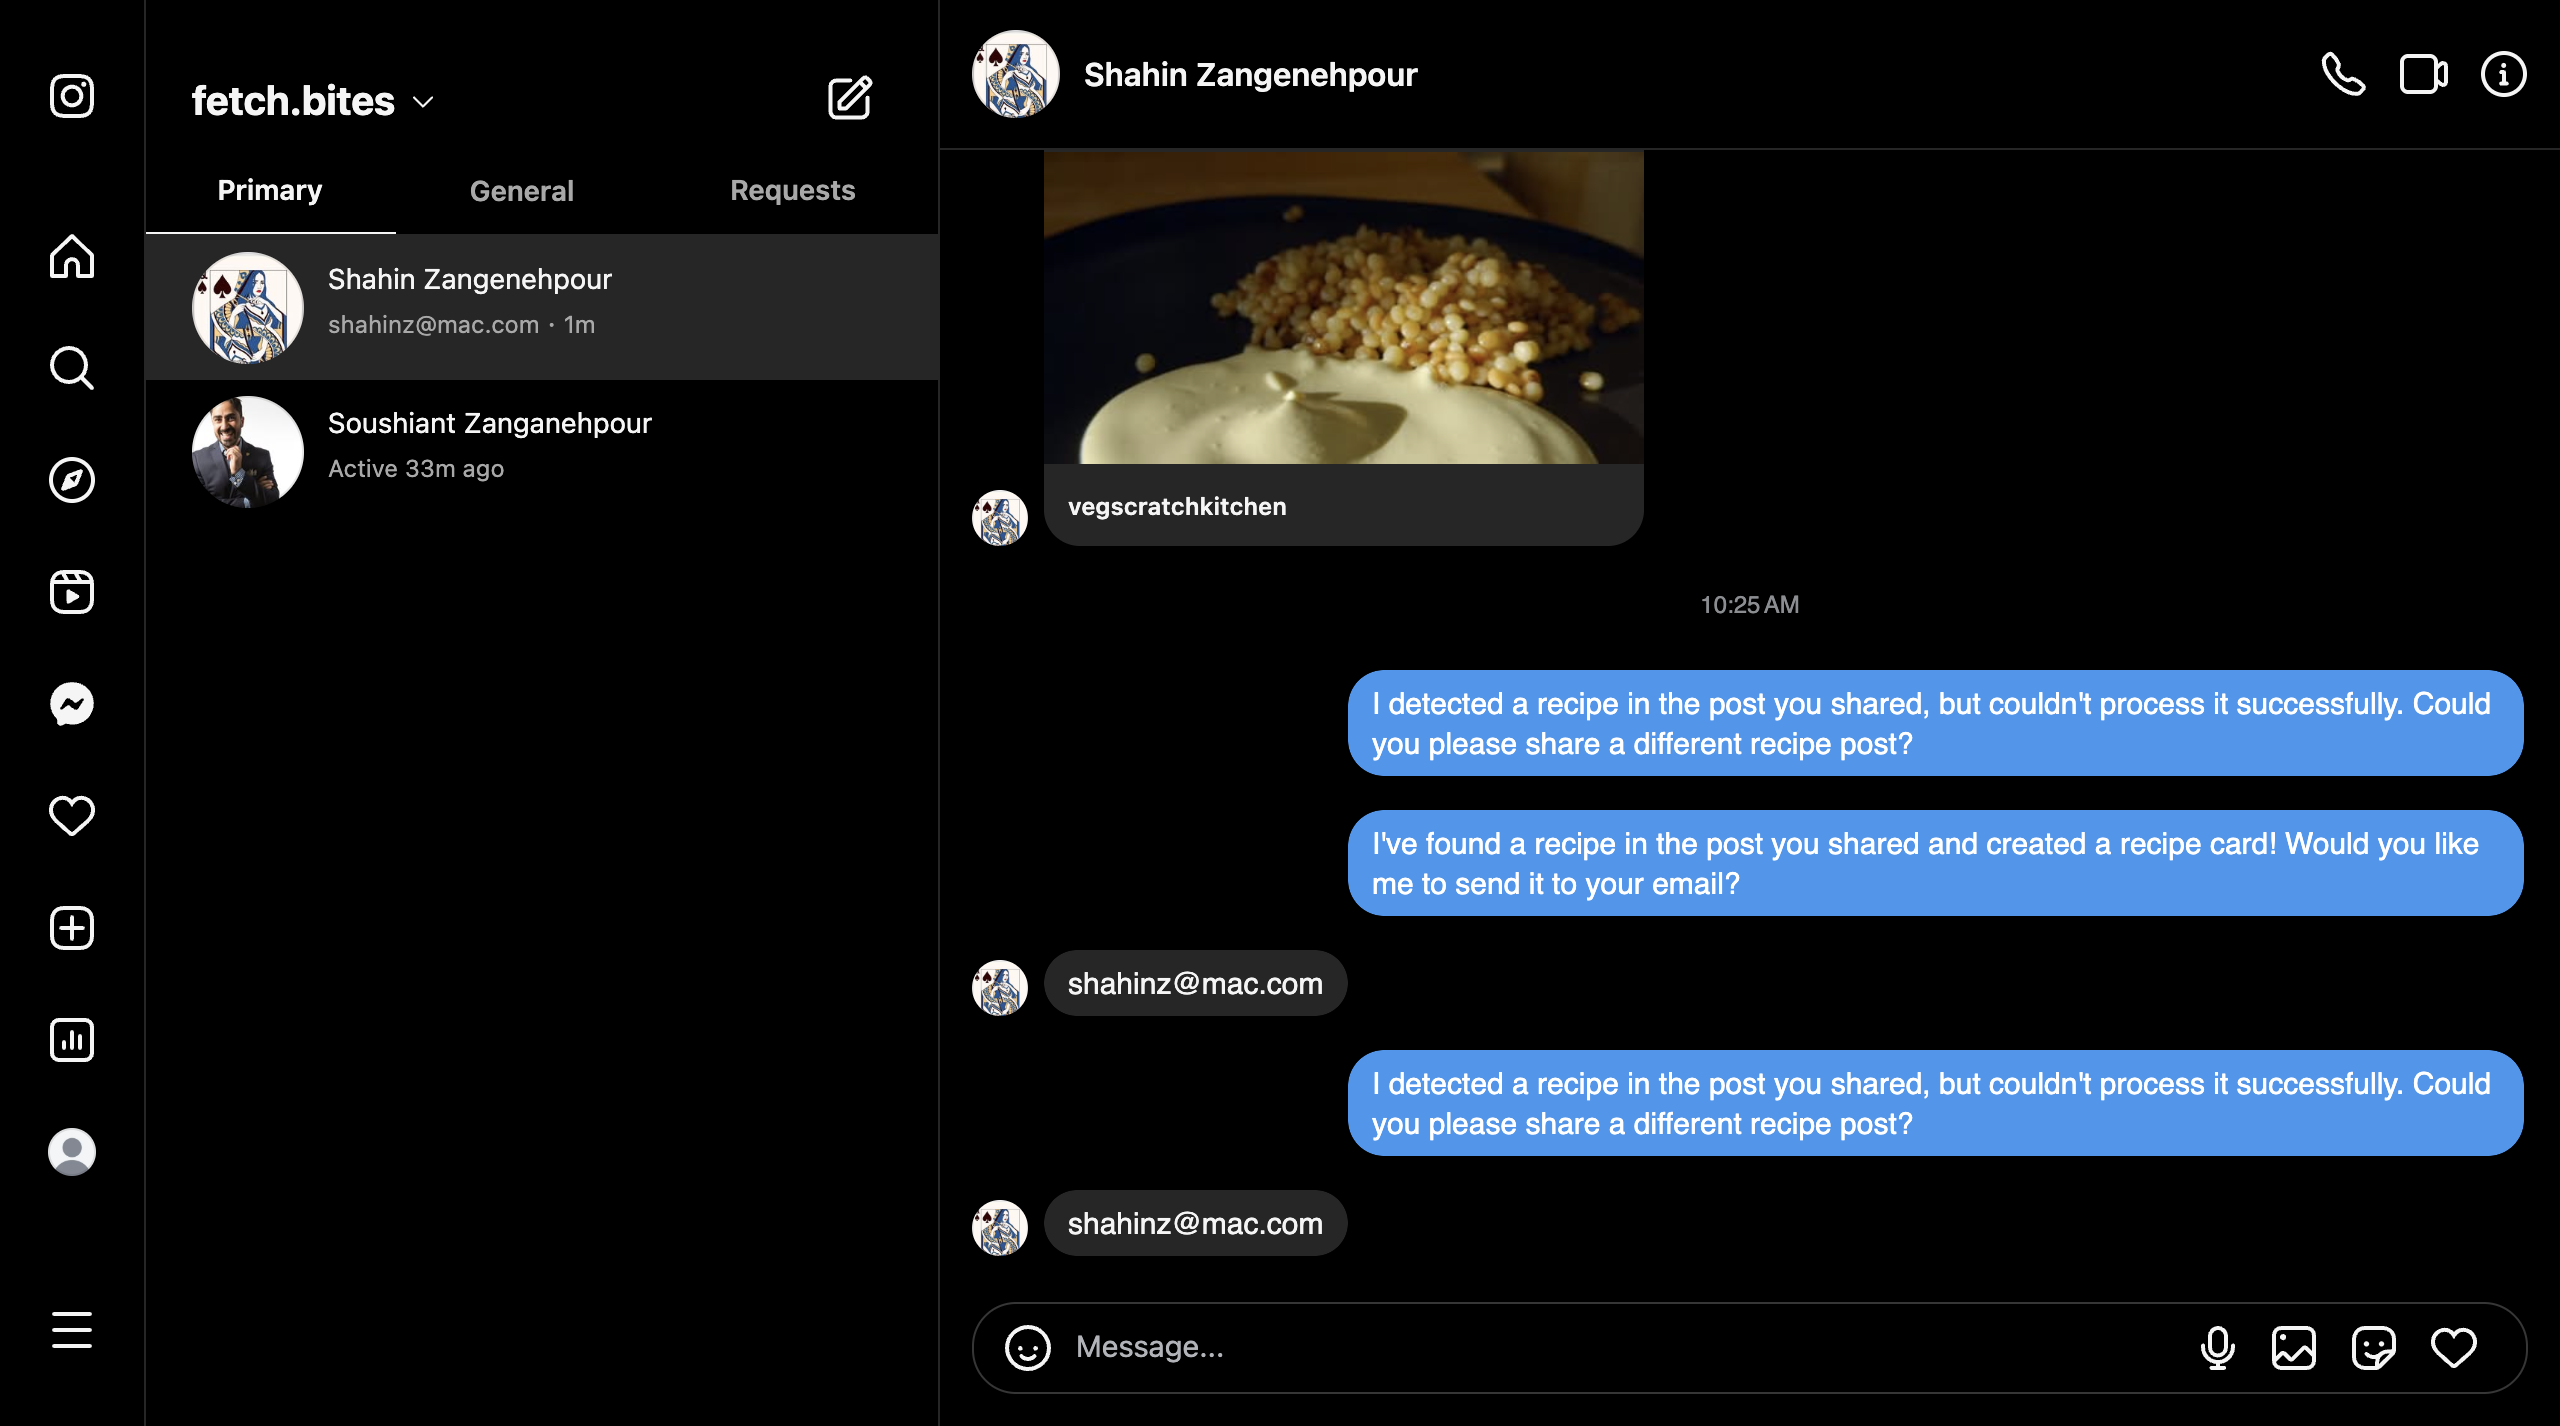 fetch.bites
Primary
General
Requests
Shahin Zangenehpour
shahinz@mac.com · 1m
Soushiant Zanganehpour
Active 33m ago
Shahin Zangenehpour
vegscratchkitchen
10:25 AM
I detected a recipe in the post you shared, but couldn't process it successfully. Could
you please share a different recipe post?
I've found a recipe in the post you shared and created a recipe card! Would you like
me to send it to your email?
shahinz@mac.com
I detected a recipe in the post you shared, but couldn't process it successfully. Could
you please share a different recipe post?
shahinz@mac.com
Message...